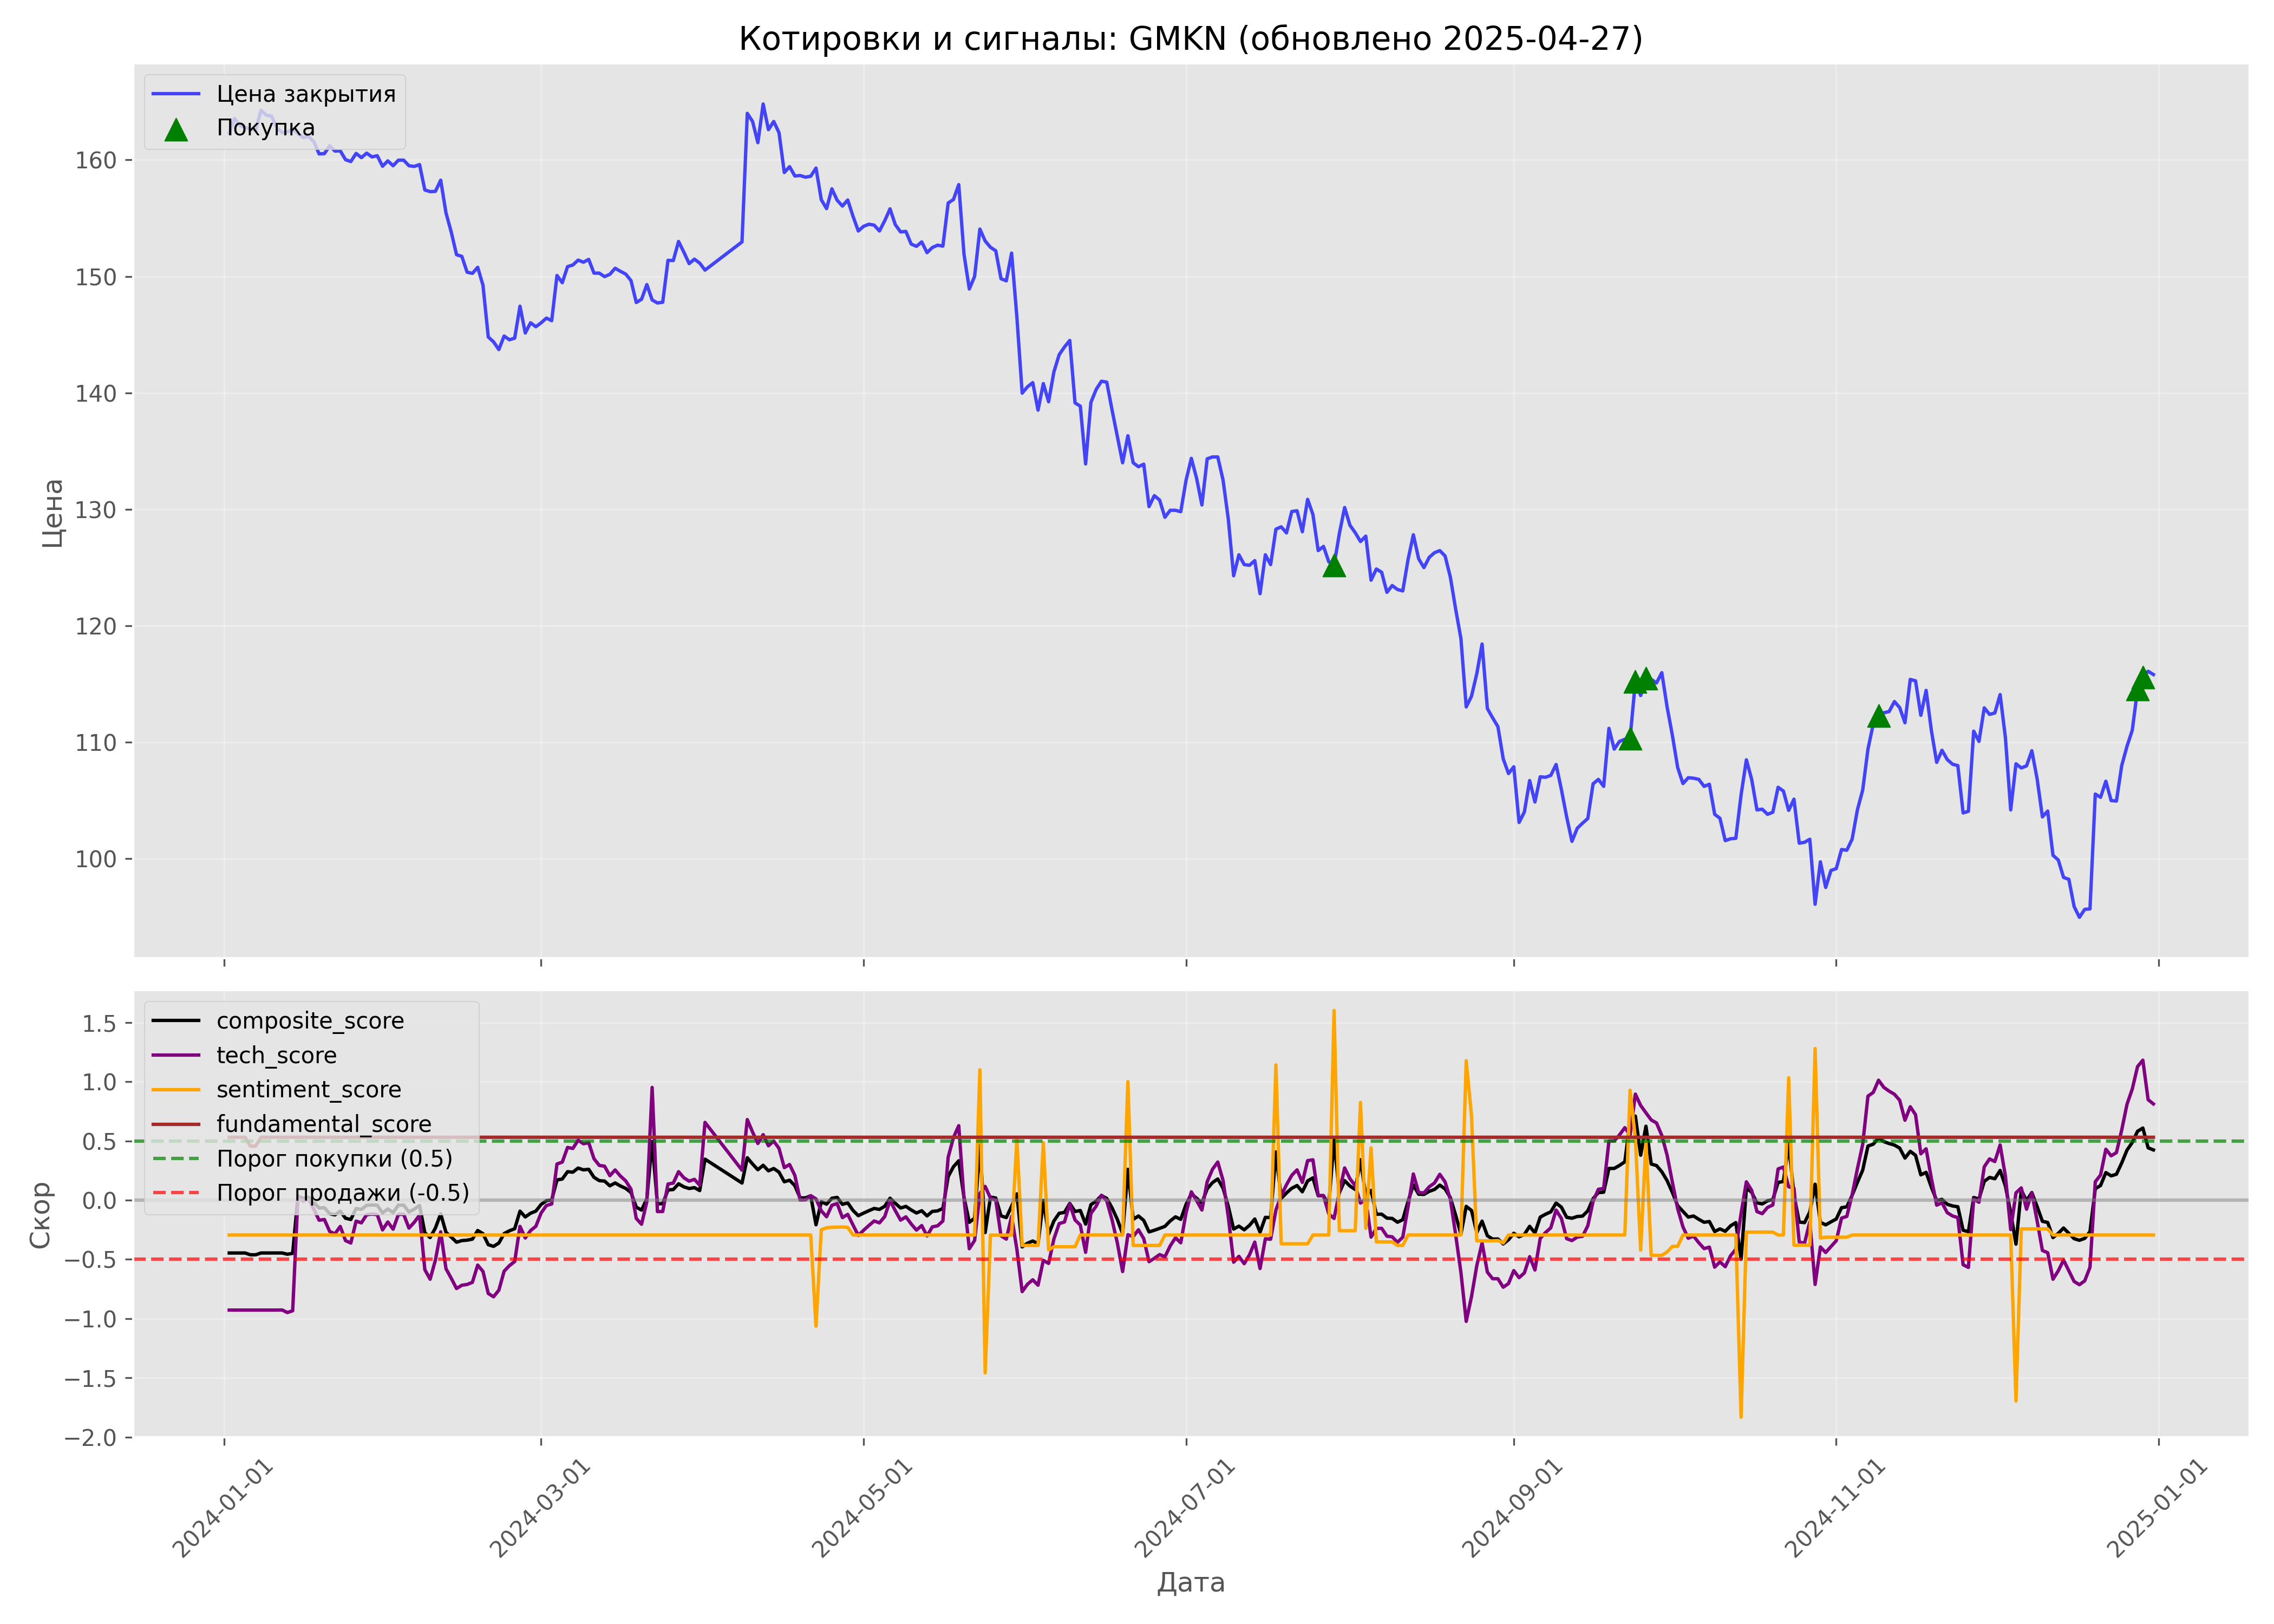 Котировки и сигналы: GMKN (обновлено 2025-04-27)
Цена закрытия
Покупка
160
150
140
130
120
110
100
Цена
composite_score
tech_score
sentiment_score
fundamental_score
Порог покупки (0.5)
Порог продажи (-0.5)
1.5
1.0
0.5
0.0
−0.5
−1.0
−1.5
−2.0
Скор
2024-01-01
2024-03-01
2024-05-01
2024-07-01
2024-09-01
2024-11-01
2025-01-01
Дата